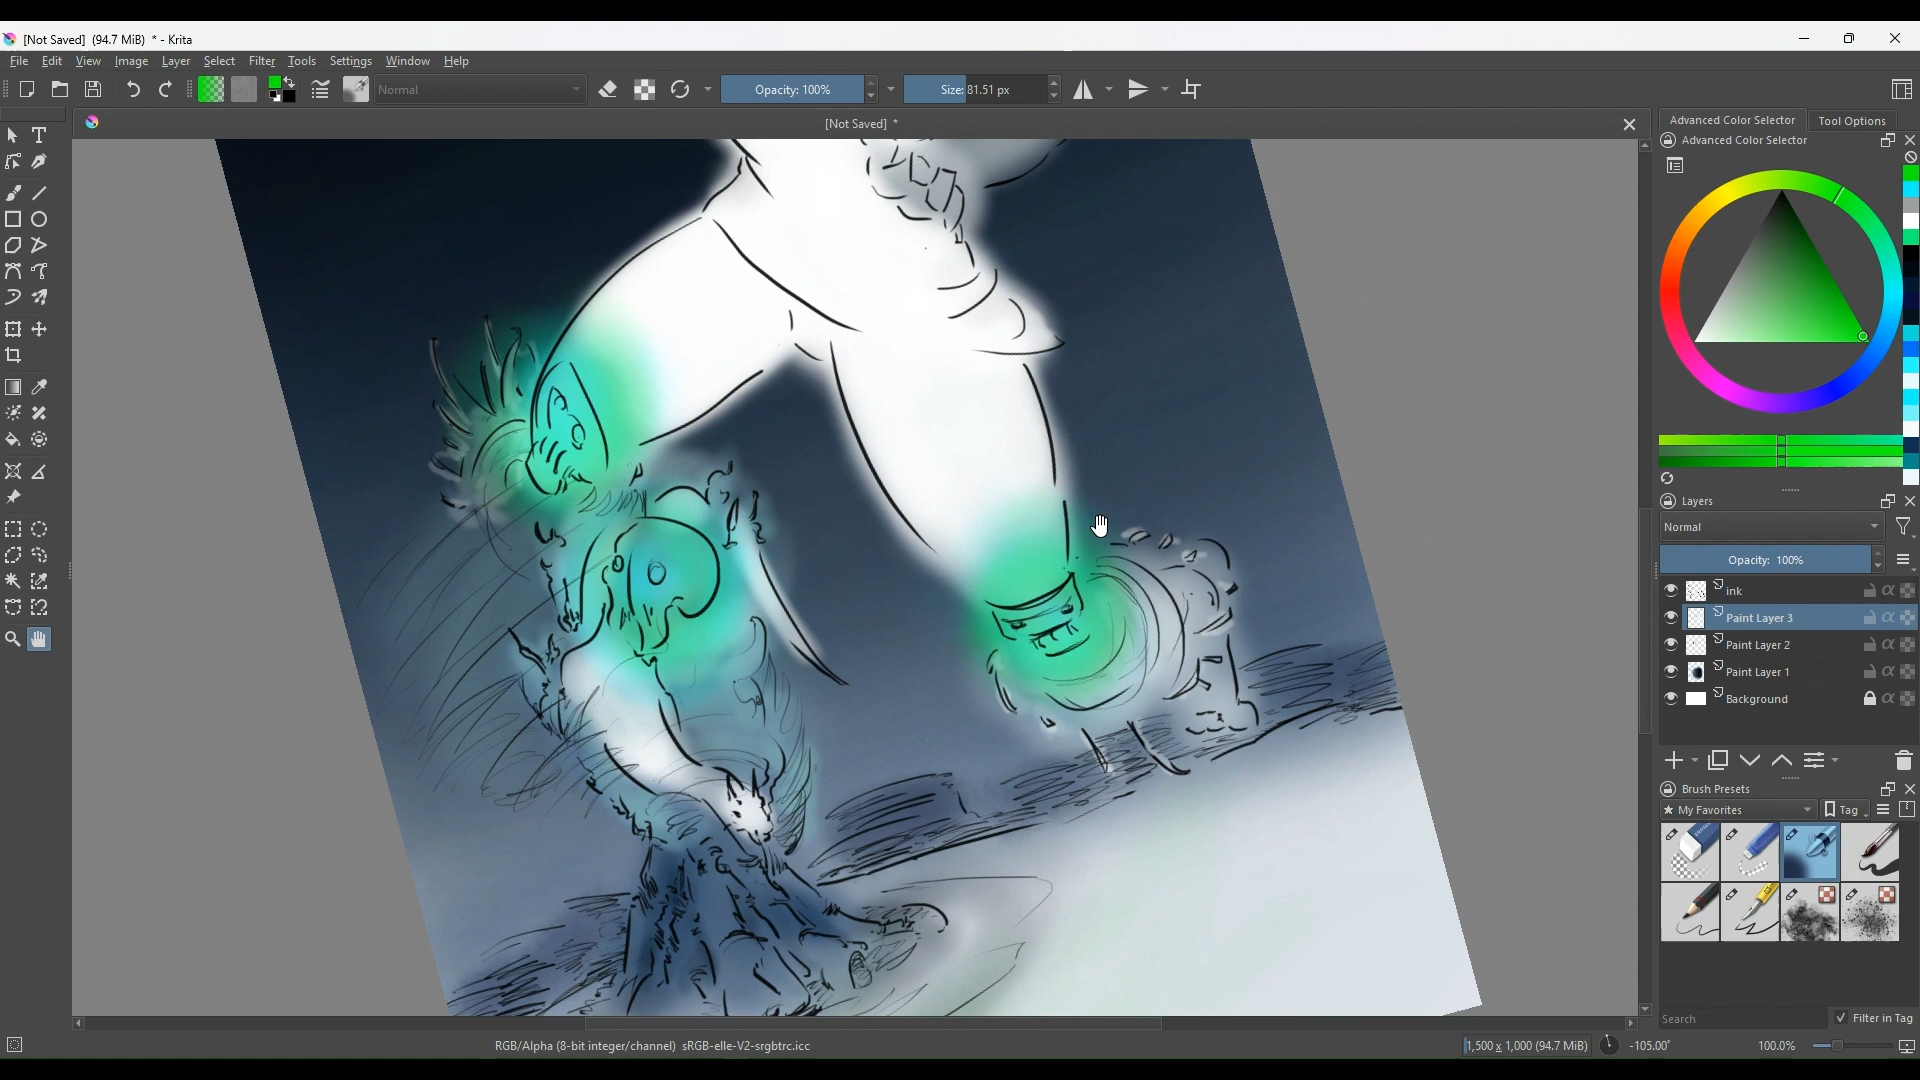 [Not Saved] (94.7 MiB) * - Krita
File Edit View Image Layer Select Filter Tools Settings Window Help
Normal Opacity: 100% Size: 81.51 px
[Not Saved] *
Advanced Color Selector Tool Options
Advanced Color Selector
Layers
Normal
Opacity: 100%
ink
Paint Layer 3
Paint Layer 2
Paint Layer 1
Background
Brush Presets
★ My Favorites Tag
Search Filter in Tag
RGB/Alpha (8-bit integer/channel) sRGB-elle-V2-srgbtrc.icc 1,500 x 1,000 (94.7 MiB) -105.00° 100.0%